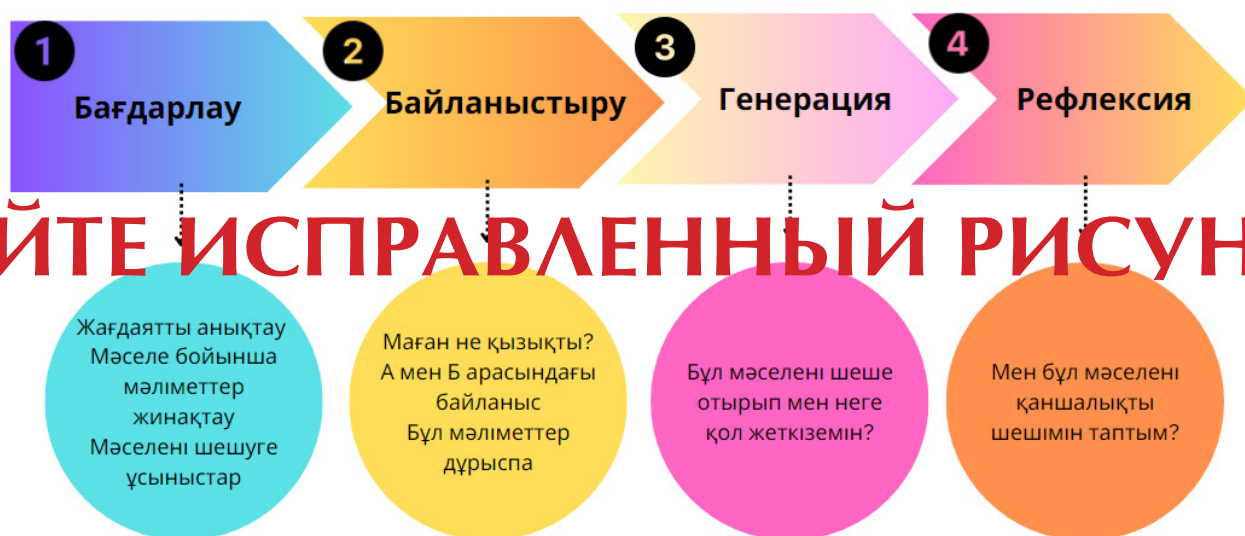 1
Бағдарлау
2
Байланыстыру
3
Генерация
4
Рефлексия
ЙТЕ ИСПРАВЛЕННЫЙ РИСУН
Жағдаятты анықтау
Мәселе бойынша
мәліметтер
жинақтау
Мәселені шешуге
ұсыныстар
Маған не қызықты?
А мен Б арасындағы
байланыс
Бұл мәліметтер
дұрыспа
Бұл мәселені шеше
отырып мен неге
қол жеткіземін?
Мен бұл мәселені
қаншалықты
шешімін таптым?